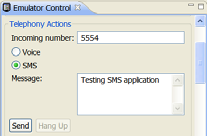 Emulator Control
Telephony Actions
Incoming number: 5554
Voice
SMS
Message: Testing SMS application
Send Hang Up